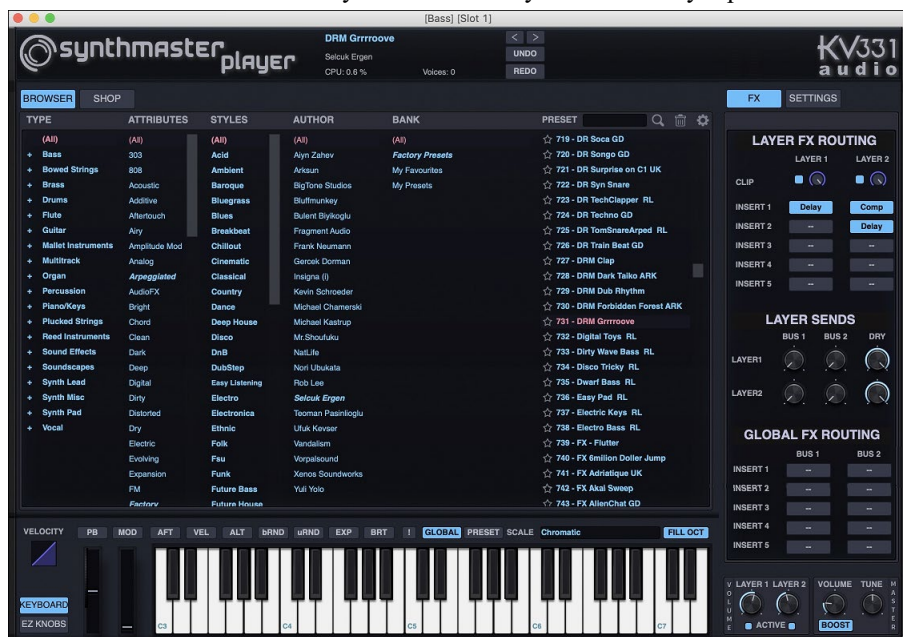 [Bass] [Slot 1]
synthmaster player
DRM Grrrroove
Selcuk Ergen
CPU: 0.6 % Voices: 0
< >
UNDO
REDO
KV331
audio
BROWSER SHOP
FX SETTINGS
TYPE ATTRIBUTES STYLES AUTHOR BANK PRESET
(All) (All) (All) (All) (All) 719 - DR Soca GD
+ Bass 303 Acid Aiyn Zahev Factory Presets 720 - DR Songo GD
+ Bowed Strings 808 Ambient Arksun My Favourites 721 - DR Surprise on C1 UK
+ Brass Acoustic Baroque BigTone Studios My Presets 722 - DR Syn Snare
+ Drums Additive Bluegrass Bluffmunkey 723 - DR TechClapper RL
+ Flute Aftertouch Blues Bulent Biyikoglu 724 - DR Techno GD
+ Guitar Airy Breakbeat Fragment Audio 725 - DR TomSnareArped RL
+ Mallet Instruments Amplitude Mod Chillout Frank Neumann 726 - DR Train Beat GD
+ Multitrack Analog Cinematic Gercek Dorman 727 - DRM Clap
+ Organ Arpeggiated Classical Insigna (I) 728 - DRM Dark Taiko ARK
+ Percussion AudioFX Country Kevin Schroeder 729 - DRM Dub Rhythm
+ Piano/Keys Bright Dance Michael Chamerski 730 - DRM Forbidden Forest ARK
+ Plucked Strings Chord Deep House Michael Kastrup 731 - DRM Grrrroove
+ Reed Instruments Clean Disco Mr.Shoufuku 732 - Digital Toys RL
+ Sound Effects Dark DnB NatLife 733 - Dirty Wave Bass RL
+ Soundscapes Deep DubStep Nori Ubukata 734 - Disco Tricky RL
+ Synth Lead Digital Easy Listening Rob Lee 735 - Dwarf Bass RL
+ Synth Misc Dirty Electro Selcuk Ergen 736 - Easy Pad RL
+ Synth Pad Distorted Electronica Teoman Pasinlioglu 737 - Electric Keys RL
+ Vocal Dry Ethnic Ufuk Kevser 738 - Electro Bass RL
Electric Folk Vandalism 739 - FX - Flutter
Evolving Fsu Vorpalsound 740 - FX 6milion Doller Jump
Expansion Funk Xenos Soundworks 741 - FX Adriatique UK
FM Future Bass Yuli Yolo 742 - FX Akai Sweep
Factory Future House 743 - FX AlienChat GD
LAYER FX ROUTING
LAYER 1 LAYER 2
CLIP
INSERT 1 Delay Comp
INSERT 2 -- Delay
INSERT 3 -- --
INSERT 4 -- --
INSERT 5 -- --
LAYER SENDS
BUS 1 BUS 2 DRY
LAYER1
LAYER2
GLOBAL FX ROUTING
BUS 1 BUS 2
INSERT 1 -- --
INSERT 2 -- --
INSERT 3 -- --
INSERT 4 -- --
INSERT 5 -- --
VELOCITY PB MOD AFT VEL ALT bRND uRND EXP BRT ! GLOBAL PRESET SCALE Chromatic FILL OCT
KEYBOARD
EZ KNOBS
C3 C4 C5 C6 C7
VOLUME LAYER 1 LAYER 2 VOLUME TUNE MASTER
ACTIVE BOOST